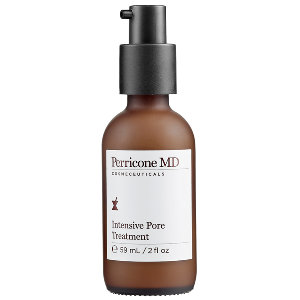 Perricone MD
COSMECEUTICALS
Intensive Pore
Treatment
℮ 59 mL / 2 fl oz